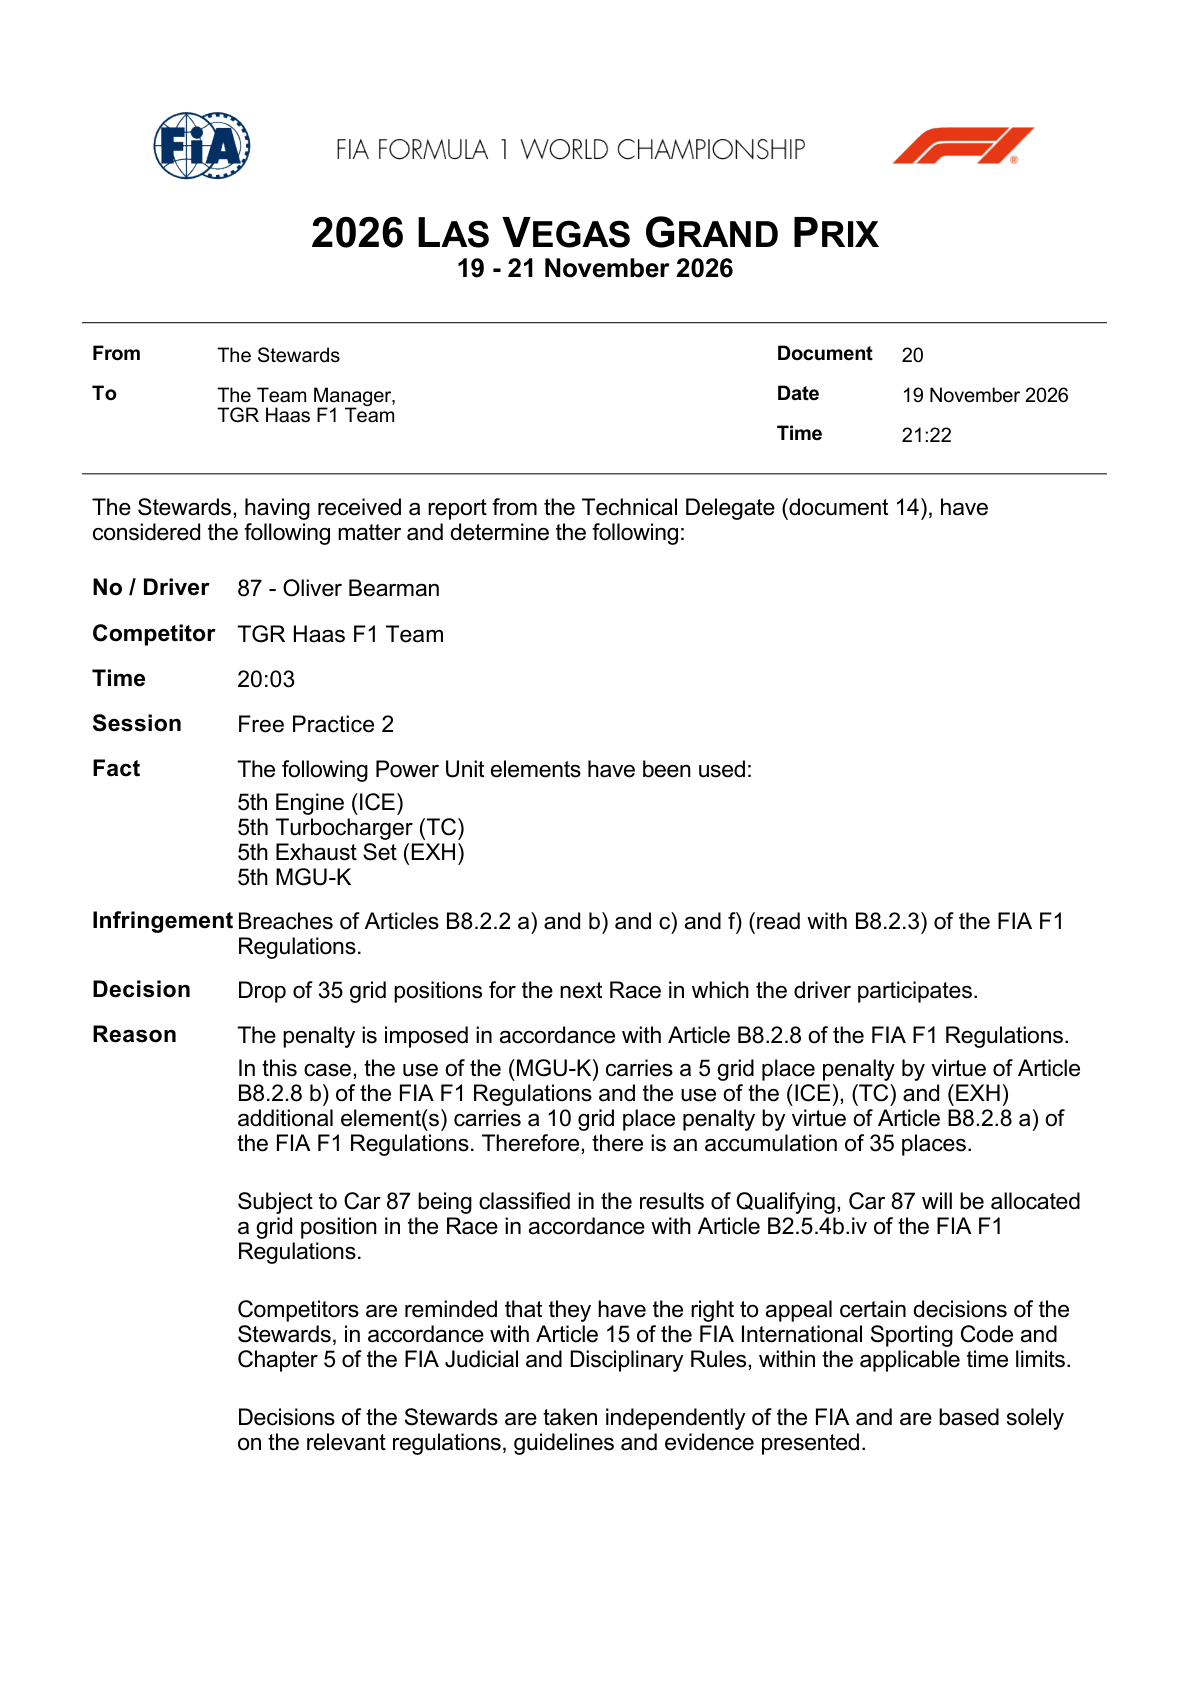 FIA
FIA FORMULA 1 WORLD CHAMPIONSHIP
F1®
2026 LAS VEGAS GRAND PRIX
19 - 21 November 2026
From The Stewards Document 20
To The Team Manager, Date 19 November 2026
TGR Haas F1 Team
Time 21:22
The Stewards, having received a report from the Technical Delegate (document 14), have
considered the following matter and determine the following:
No / Driver 87 - Oliver Bearman
Competitor TGR Haas F1 Team
Time 20:03
Session Free Practice 2
Fact The following Power Unit elements have been used:
5th Engine (ICE)
5th Turbocharger (TC)
5th Exhaust Set (EXH)
5th MGU-K
Infringement Breaches of Articles B8.2.2 a) and b) and c) and f) (read with B8.2.3) of the FIA F1
Regulations.
Decision Drop of 35 grid positions for the next Race in which the driver participates.
Reason The penalty is imposed in accordance with Article B8.2.8 of the FIA F1 Regulations.
In this case, the use of the (MGU-K) carries a 5 grid place penalty by virtue of Article
B8.2.8 b) of the FIA F1 Regulations and the use of the (ICE), (TC) and (EXH)
additional element(s) carries a 10 grid place penalty by virtue of Article B8.2.8 a) of
the FIA F1 Regulations. Therefore, there is an accumulation of 35 places.
Subject to Car 87 being classified in the results of Qualifying, Car 87 will be allocated
a grid position in the Race in accordance with Article B2.5.4b.iv of the FIA F1
Regulations.
Competitors are reminded that they have the right to appeal certain decisions of the
Stewards, in accordance with Article 15 of the FIA International Sporting Code and
Chapter 5 of the FIA Judicial and Disciplinary Rules, within the applicable time limits.
Decisions of the Stewards are taken independently of the FIA and are based solely
on the relevant regulations, guidelines and evidence presented.